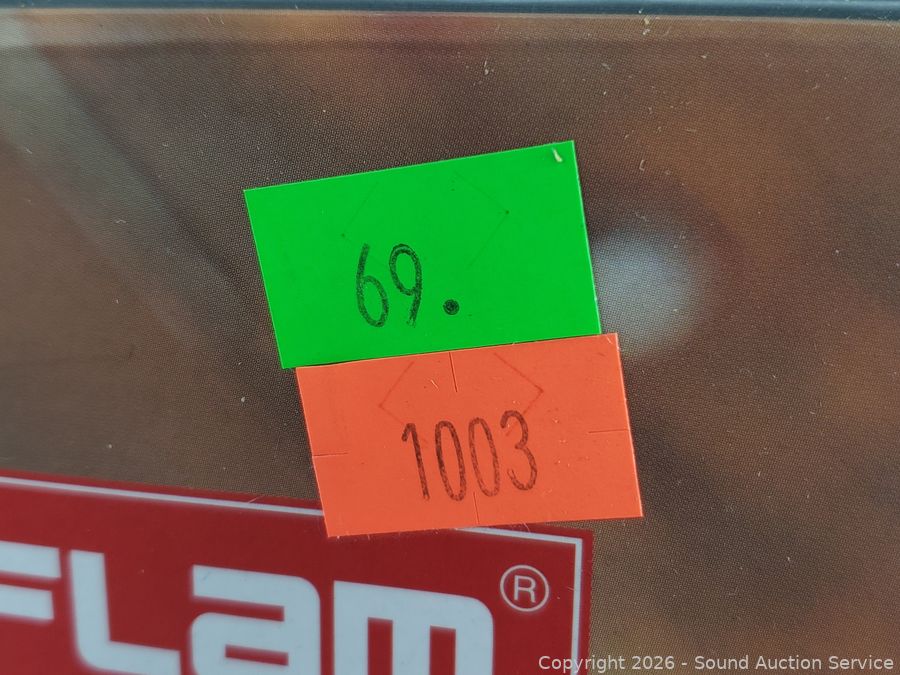 69.
1003
FLAM®
Copyright 2026 - Sound Auction Service